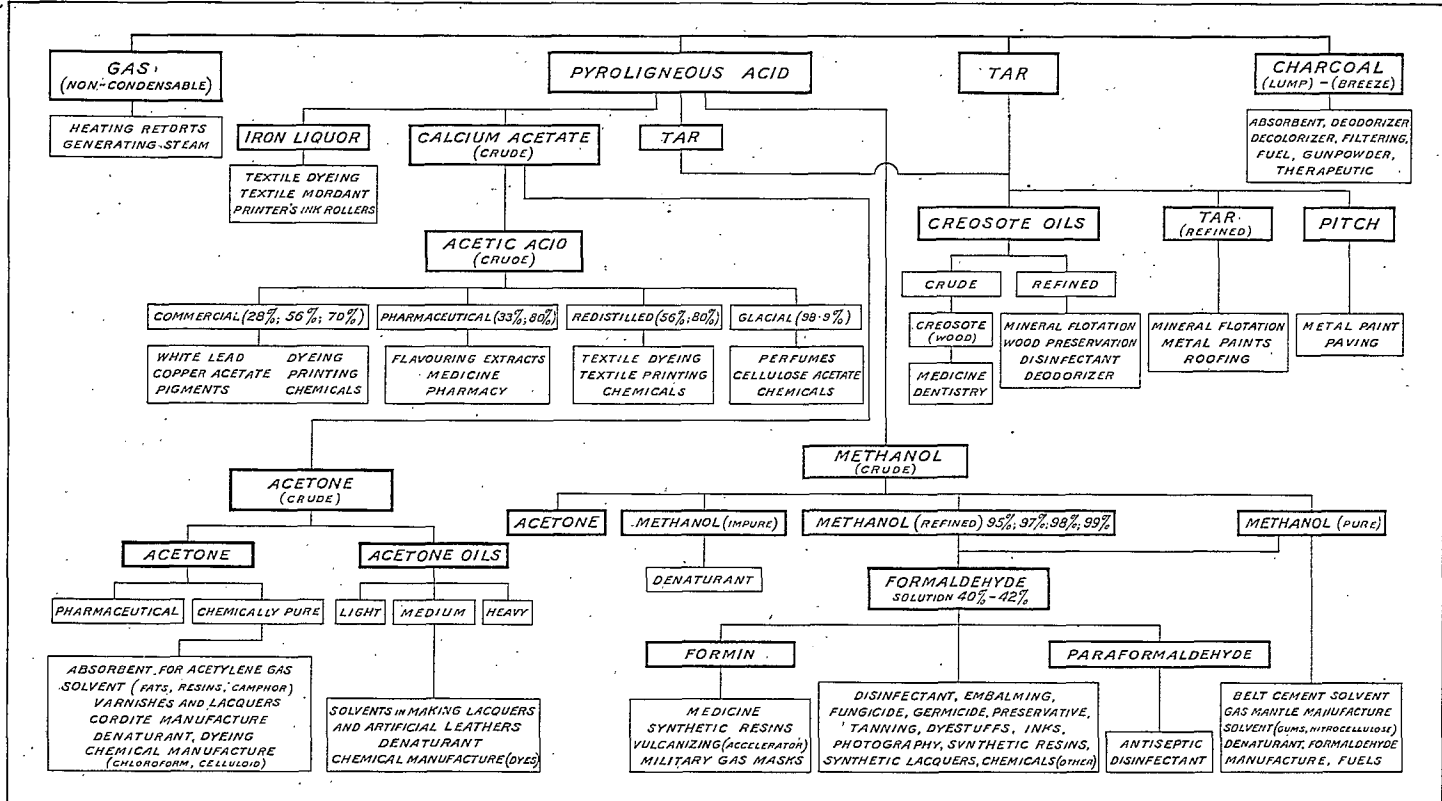 GAS
(NON-CONDENSABLE)
HEATING RETORTS
GENERATING STEAM
PYROLIGNEOUS ACID
TAR
CHARCOAL
(LUMP) - (BREEZE)
ABSORBENT, DEODORIZER
DECOLORIZER, FILTERING,
FUEL, GUNPOWDER,
THERAPEUTIC
IRON LIQUOR
TEXTILE DYEING
TEXTILE MORDANT
PRINTER'S INK ROLLERS
CALCIUM ACETATE
(CRUDE)
TAR
CREOSOTE OILS
TAR
(REFINED)
PITCH
ACETIC ACID
(CRUDE)
CRUDE
REFINED
COMMERCIAL (28%; 56%; 70%)
PHARMACEUTICAL (33%; 80%)
REDISTILLED (56%; 80%)
GLACIAL (98·9%)
WHITE LEAD DYEING
COPPER ACETATE PRINTING
PIGMENTS CHEMICALS
FLAVOURING EXTRACTS
MEDICINE
PHARMACY
TEXTILE DYEING
TEXTILE PRINTING
CHEMICALS
PERFUMES
CELLULOSE ACETATE
CHEMICALS
CREOSOTE
(WOOD)
MEDICINE
DENTISTRY
MINERAL FLOTATION
WOOD PRESERVATION
DISINFECTANT
DEODORIZER
MINERAL FLOTATION
METAL PAINTS
ROOFING
METAL PAINT
PAVING
ACETONE
(CRUDE)
METHANOL
(CRUDE)
ACETONE
ACETONE OILS
PHARMACEUTICAL
CHEMICALLY PURE
LIGHT
MEDIUM
HEAVY
ABSORBENT FOR ACETYLENE GAS
SOLVENT (FATS, RESINS, CAMPHOR)
VARNISHES AND LACQUERS
CORDITE MANUFACTURE
DENATURANT, DYEING
CHEMICAL MANUFACTURE
(CHLOROFORM, CELLULOID)
SOLVENTS IN MAKING LACQUERS
AND ARTIFICIAL LEATHERS
DENATURANT
CHEMICAL MANUFACTURE (DYES)
ACETONE
METHANOL (IMPURE)
METHANOL (REFINED) 95%; 97%; 98%; 99%
METHANOL (PURE)
DENATURANT
FORMALDEHYDE
SOLUTION 40% - 42%
FORMIN
PARAFORMALDEHYDE
MEDICINE
SYNTHETIC RESINS
VULCANIZING (ACCELERATOR)
MILITARY GAS MASKS
DISINFECTANT, EMBALMING,
FUNGICIDE, GERMICIDE, PRESERVATIVE,
TANNING, DYESTUFFS, INKS,
PHOTOGRAPHY, SYNTHETIC RESINS,
SYNTHETIC LACQUERS, CHEMICALS (OTHER)
ANTISEPTIC
DISINFECTANT
BELT CEMENT SOLVENT
GAS MANTLE MANUFACTURE
SOLVENT (GUMS, NITROCELLULOSE)
DENATURANT, FORMALDEHYDE
MANUFACTURE, FUELS